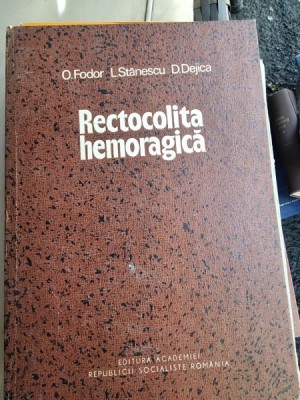 O.Fodor L.Stănescu D.Dejica
Rectocolita
hemoragică
EDITURA ACADEMIEI
REPUBLICII SOCIALISTE ROMÂNIA